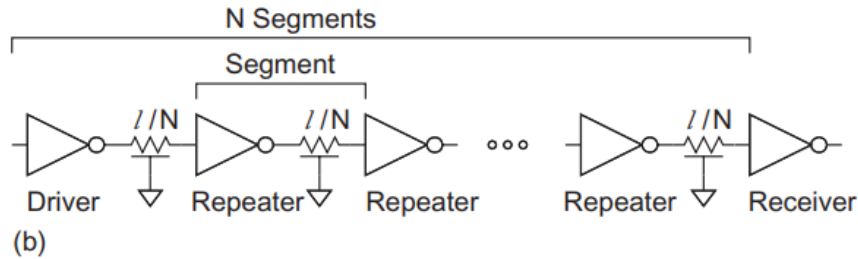 N Segments
Segment
l/N l/N l/N
Driver Repeater Repeater Repeater Receiver
(b)